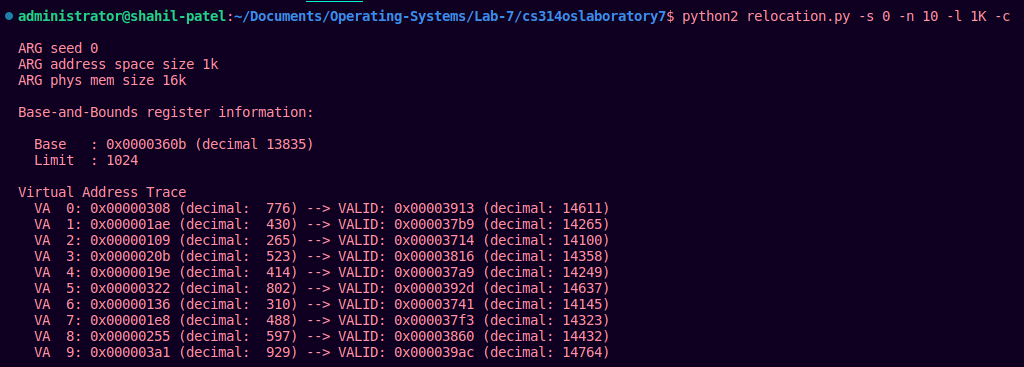 administrator@shahil-patel:~/Documents/Operating-Systems/Lab-7/cs314oslaboratory7$ python2 relocation.py -s 0 -n 10 -l 1K -c
ARG seed 0
ARG address space size 1k
ARG phys mem size 16k
Base-and-Bounds register information:
Base   : 0x0000360b (decimal 13835)
Limit  : 1024
Virtual Address Trace
VA  0: 0x00000308 (decimal:  776) --> VALID: 0x00003913 (decimal: 14611)
VA  1: 0x000001ae (decimal:  430) --> VALID: 0x000037b9 (decimal: 14265)
VA  2: 0x00000109 (decimal:  265) --> VALID: 0x00003714 (decimal: 14100)
VA  3: 0x0000020b (decimal:  523) --> VALID: 0x00003816 (decimal: 14358)
VA  4: 0x0000019e (decimal:  414) --> VALID: 0x000037a9 (decimal: 14249)
VA  5: 0x00000322 (decimal:  802) --> VALID: 0x0000392d (decimal: 14637)
VA  6: 0x00000136 (decimal:  310) --> VALID: 0x00003741 (decimal: 14145)
VA  7: 0x000001e8 (decimal:  488) --> VALID: 0x000037f3 (decimal: 14323)
VA  8: 0x00000255 (decimal:  597) --> VALID: 0x00003860 (decimal: 14432)
VA  9: 0x000003a1 (decimal:  929) --> VALID: 0x000039ac (decimal: 14764)